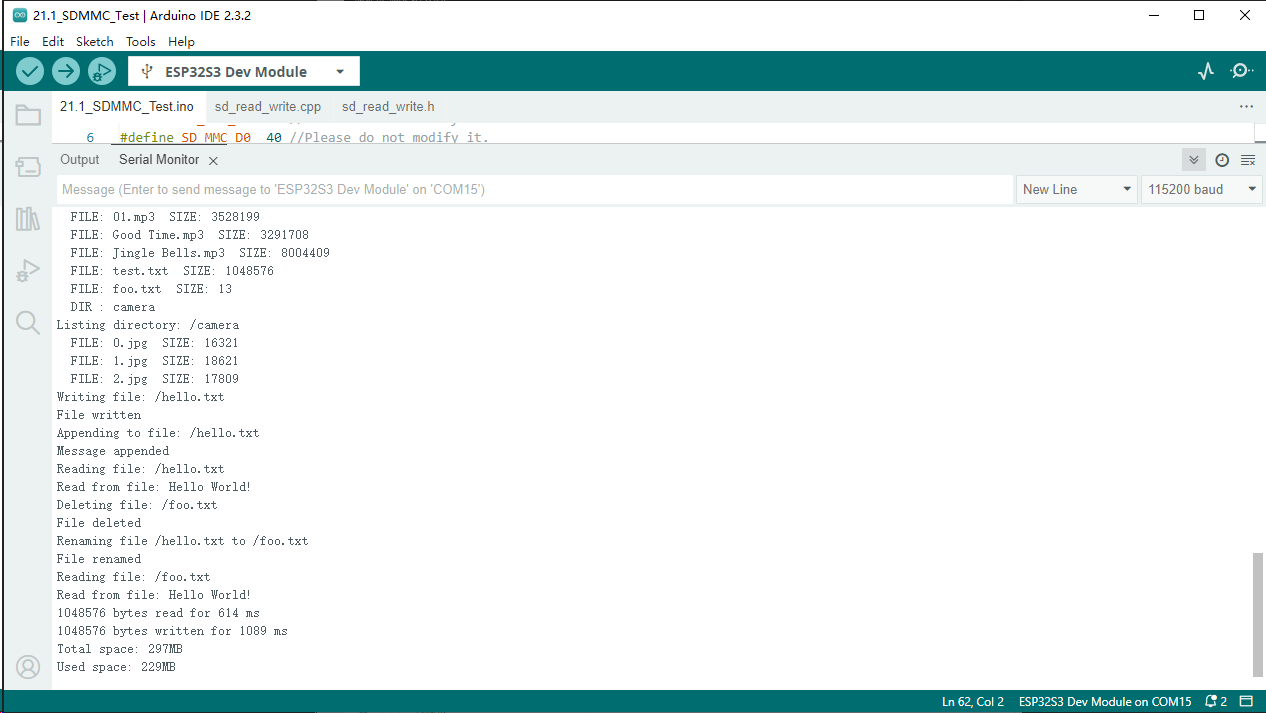 21.1_SDMMC_Test | Arduino IDE 2.3.2
File Edit Sketch Tools Help
ESP32S3 Dev Module
21.1_SDMMC_Test.ino sd_read_write.cpp sd_read_write.h
6 #define SD_MMC_D0 40 //Please do not modify it.
Output Serial Monitor
Message (Enter to send message to 'ESP32S3 Dev Module' on 'COM15')
New Line
115200 baud
FILE: 01.mp3 SIZE: 3528199
FILE: Good Time.mp3 SIZE: 3291708
FILE: Jingle Bells.mp3 SIZE: 8004409
FILE: test.txt SIZE: 1048576
FILE: foo.txt SIZE: 13
DIR : camera
Listing directory: /camera
FILE: 0.jpg SIZE: 16321
FILE: 1.jpg SIZE: 18621
FILE: 2.jpg SIZE: 17809
Writing file: /hello.txt
File written
Appending to file: /hello.txt
Message appended
Reading file: /hello.txt
Read from file: Hello World!
Deleting file: /foo.txt
File deleted
Renaming file /hello.txt to /foo.txt
File renamed
Reading file: /foo.txt
Read from file: Hello World!
1048576 bytes read for 614 ms
1048576 bytes written for 1089 ms
Total space: 297MB
Used space: 229MB
Ln 62, Col 2 ESP32S3 Dev Module on COM15 2